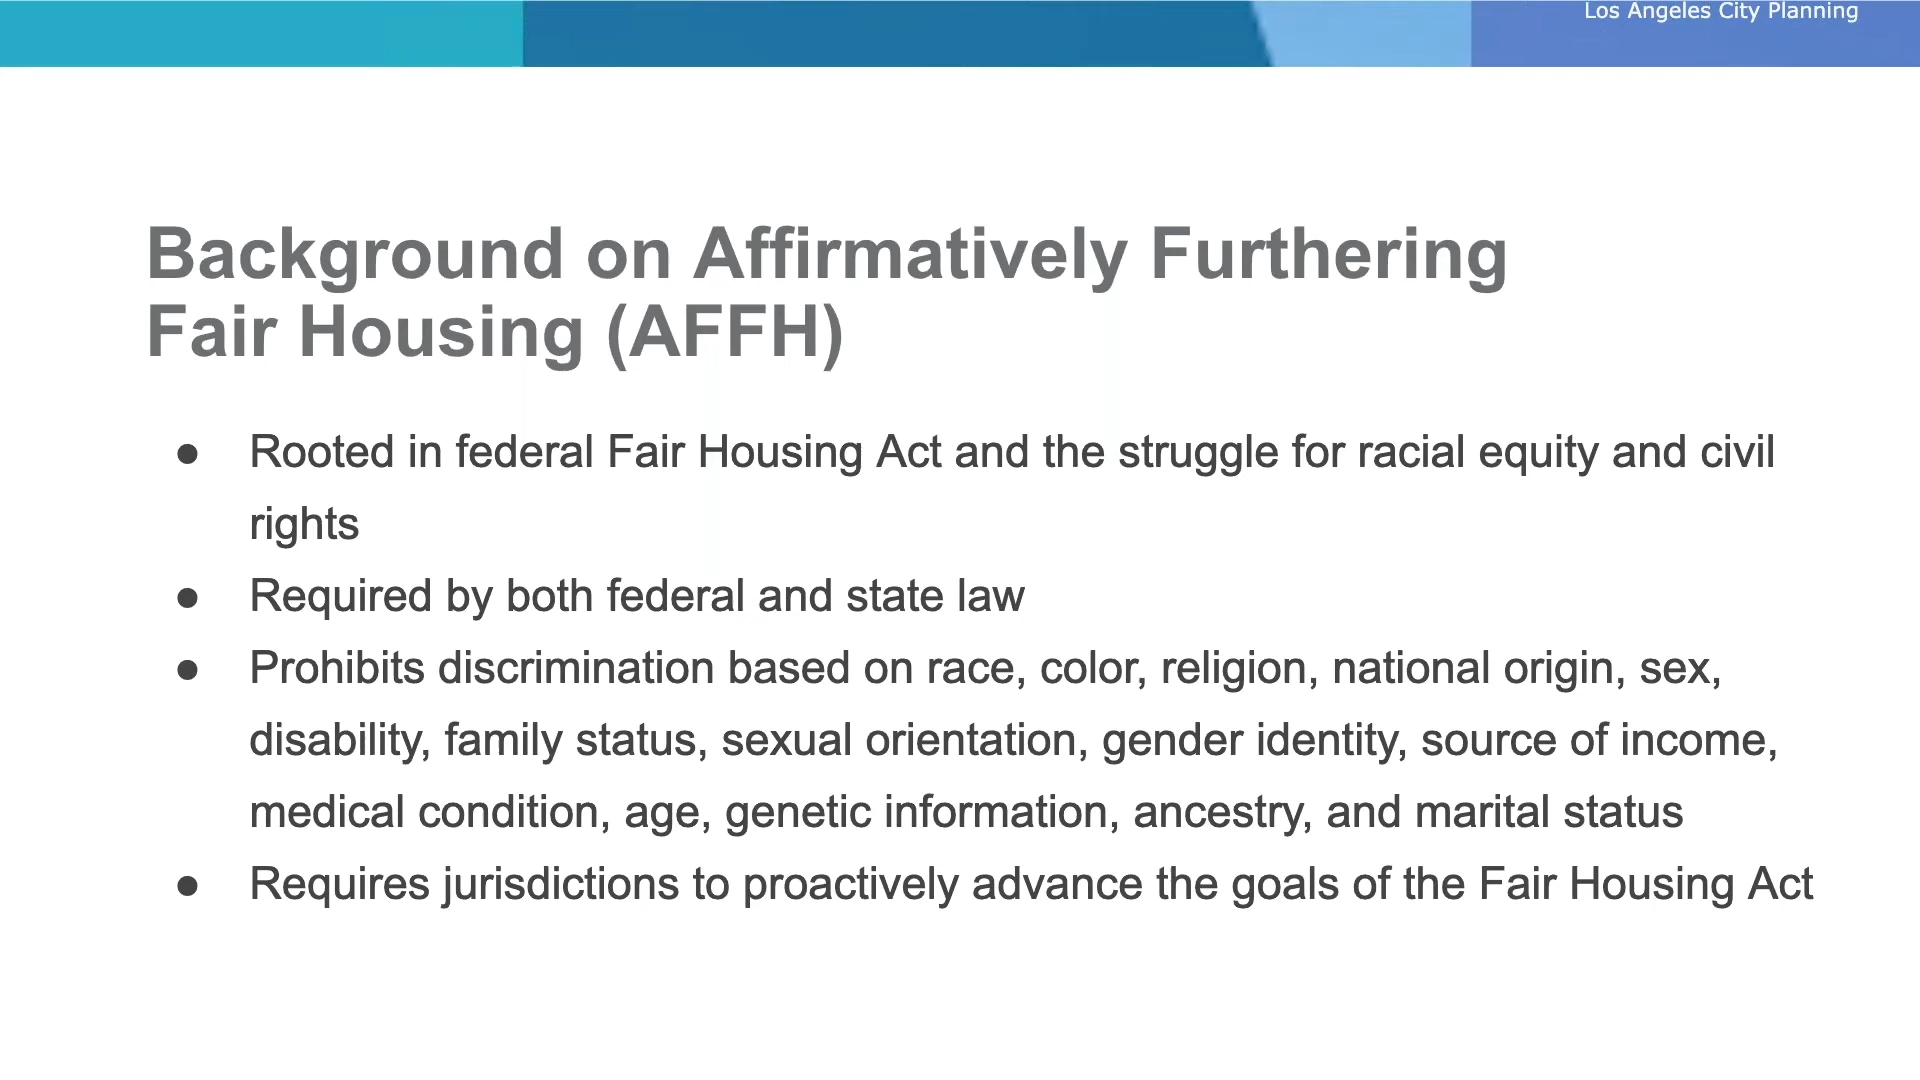 Los Angeles City Planning
Background on Affirmatively Furthering
Fair Housing (AFFH)
● Rooted in federal Fair Housing Act and the struggle for racial equity and civil
rights
● Required by both federal and state law
● Prohibits discrimination based on race, color, religion, national origin, sex,
disability, family status, sexual orientation, gender identity, source of income,
medical condition, age, genetic information, ancestry, and marital status
● Requires jurisdictions to proactively advance the goals of the Fair Housing Act